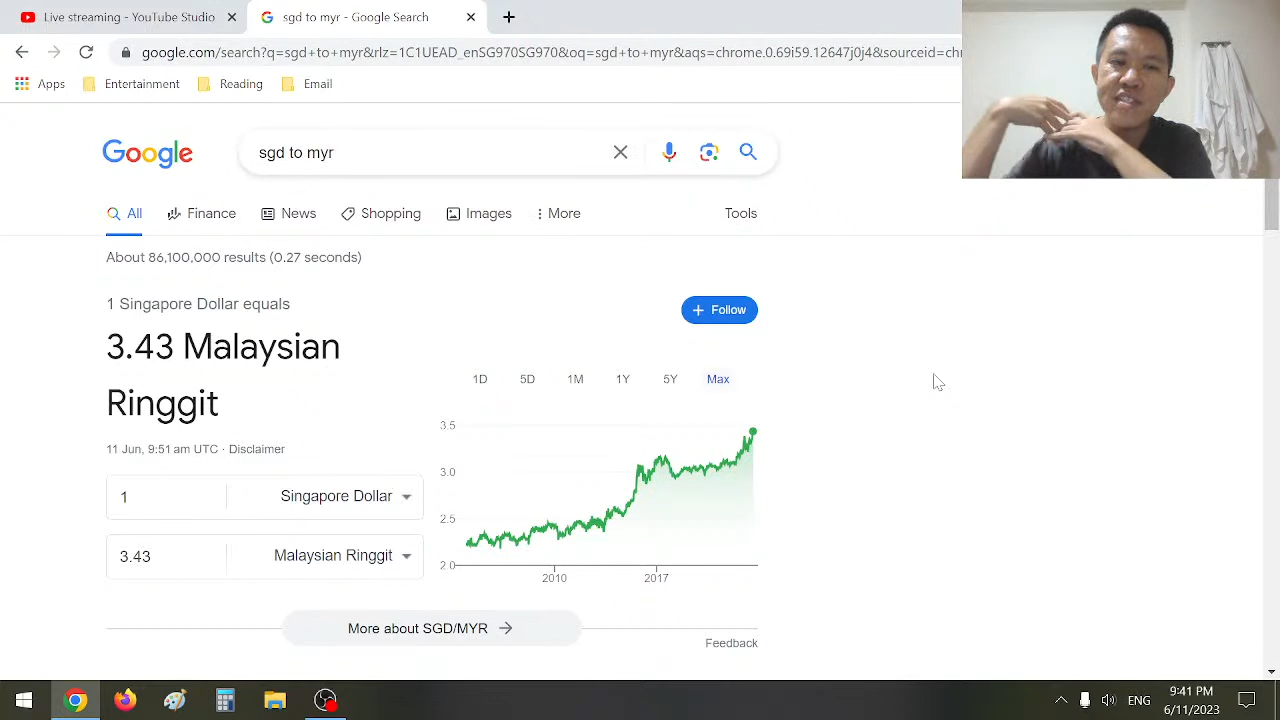 Live streaming - YouTube Studio
sgd to myr - Google Search
google.com/search?q=sgd+to+myr&rlz=1C1UEAD_enSG970SG970&oq=sgd+to+myr&aqs=chrome.0.69i59.12647j0j4&sourceid=chr
Apps
Entertainment
Reading
Email
Google
sgd to myr
All
Finance
News
Shopping
Images
More
Tools
About 86,100,000 results (0.27 seconds)
1 Singapore Dollar equals
+ Follow
3.43 Malaysian
Ringgit
1D 5D 1M 1Y 5Y Max
11 Jun, 9:51 am UTC · Disclaimer
1 Singapore Dollar
3.43 Malaysian Ringgit
3.5
3.0
2.5
2.0
2010 2017
More about SGD/MYR
Feedback
ENG
9:41 PM
6/11/2023